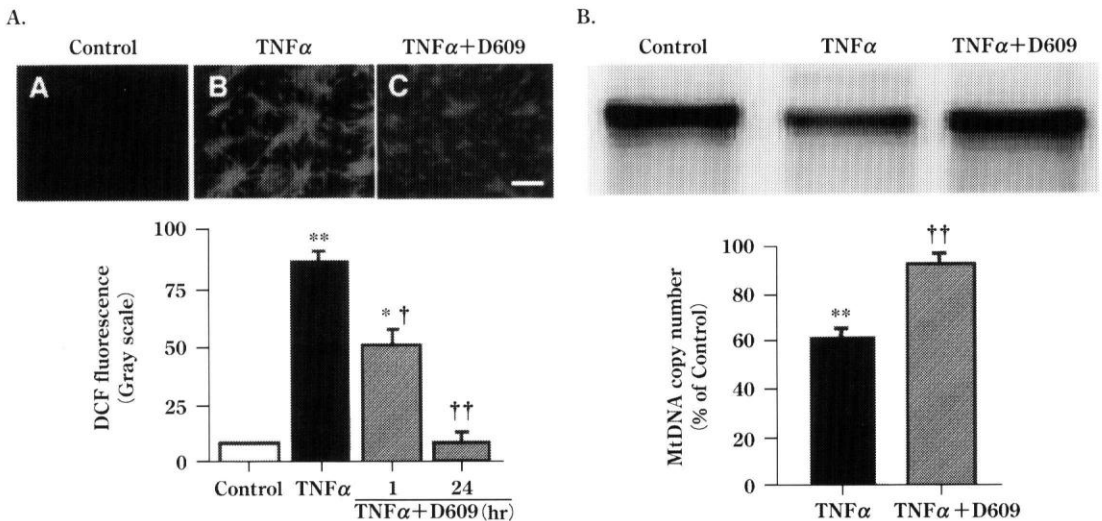 A.
Control TNFα TNFα+D609
A B C
100
75
50
25
0
DCF fluorescence
(Gray scale)
**
* †
††
Control TNFα 1 24
TNFα+D609 (hr)
B.
Control TNFα TNFα+D609
100
80
60
40
20
0
MtDNA copy number
(% of Control)
**
††
TNFα TNFα+D609